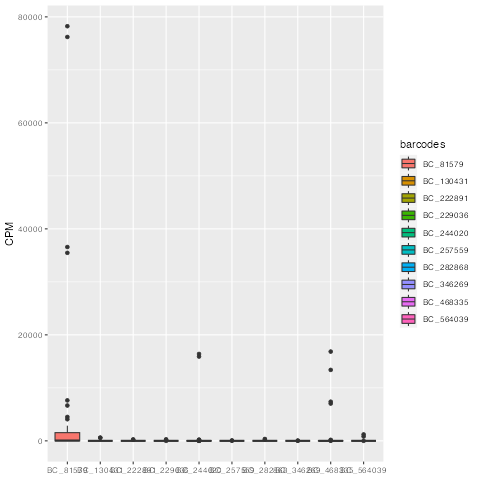 80000
60000
40000
20000
0
CPM
barcodes
BC_81579
BC_130431
BC_222891
BC_229036
BC_244020
BC_257559
BC_282868
BC_346269
BC_468335
BC_564039
BC_81579 BC_130431 BC_222891 BC_229036 BC_244020 BC_257559 BC_282868 BC_346269 BC_468335 BC_564039